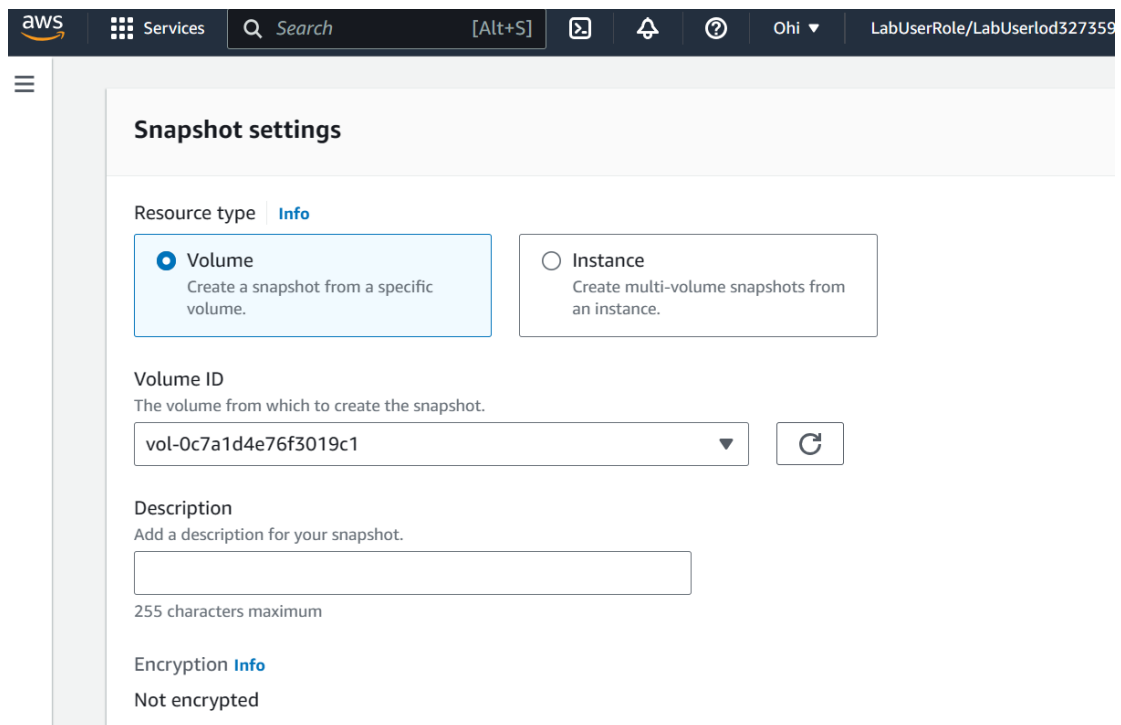 aws Services Search [Alt+S] Ohi ▼ LabUserRole/LabUserlod327359
Snapshot settings
Resource type Info
Volume
Create a snapshot from a specific
volume.
Instance
Create multi-volume snapshots from
an instance.
Volume ID
The volume from which to create the snapshot.
vol-0c7a1d4e76f3019c1
Description
Add a description for your snapshot.
255 characters maximum
Encryption Info
Not encrypted